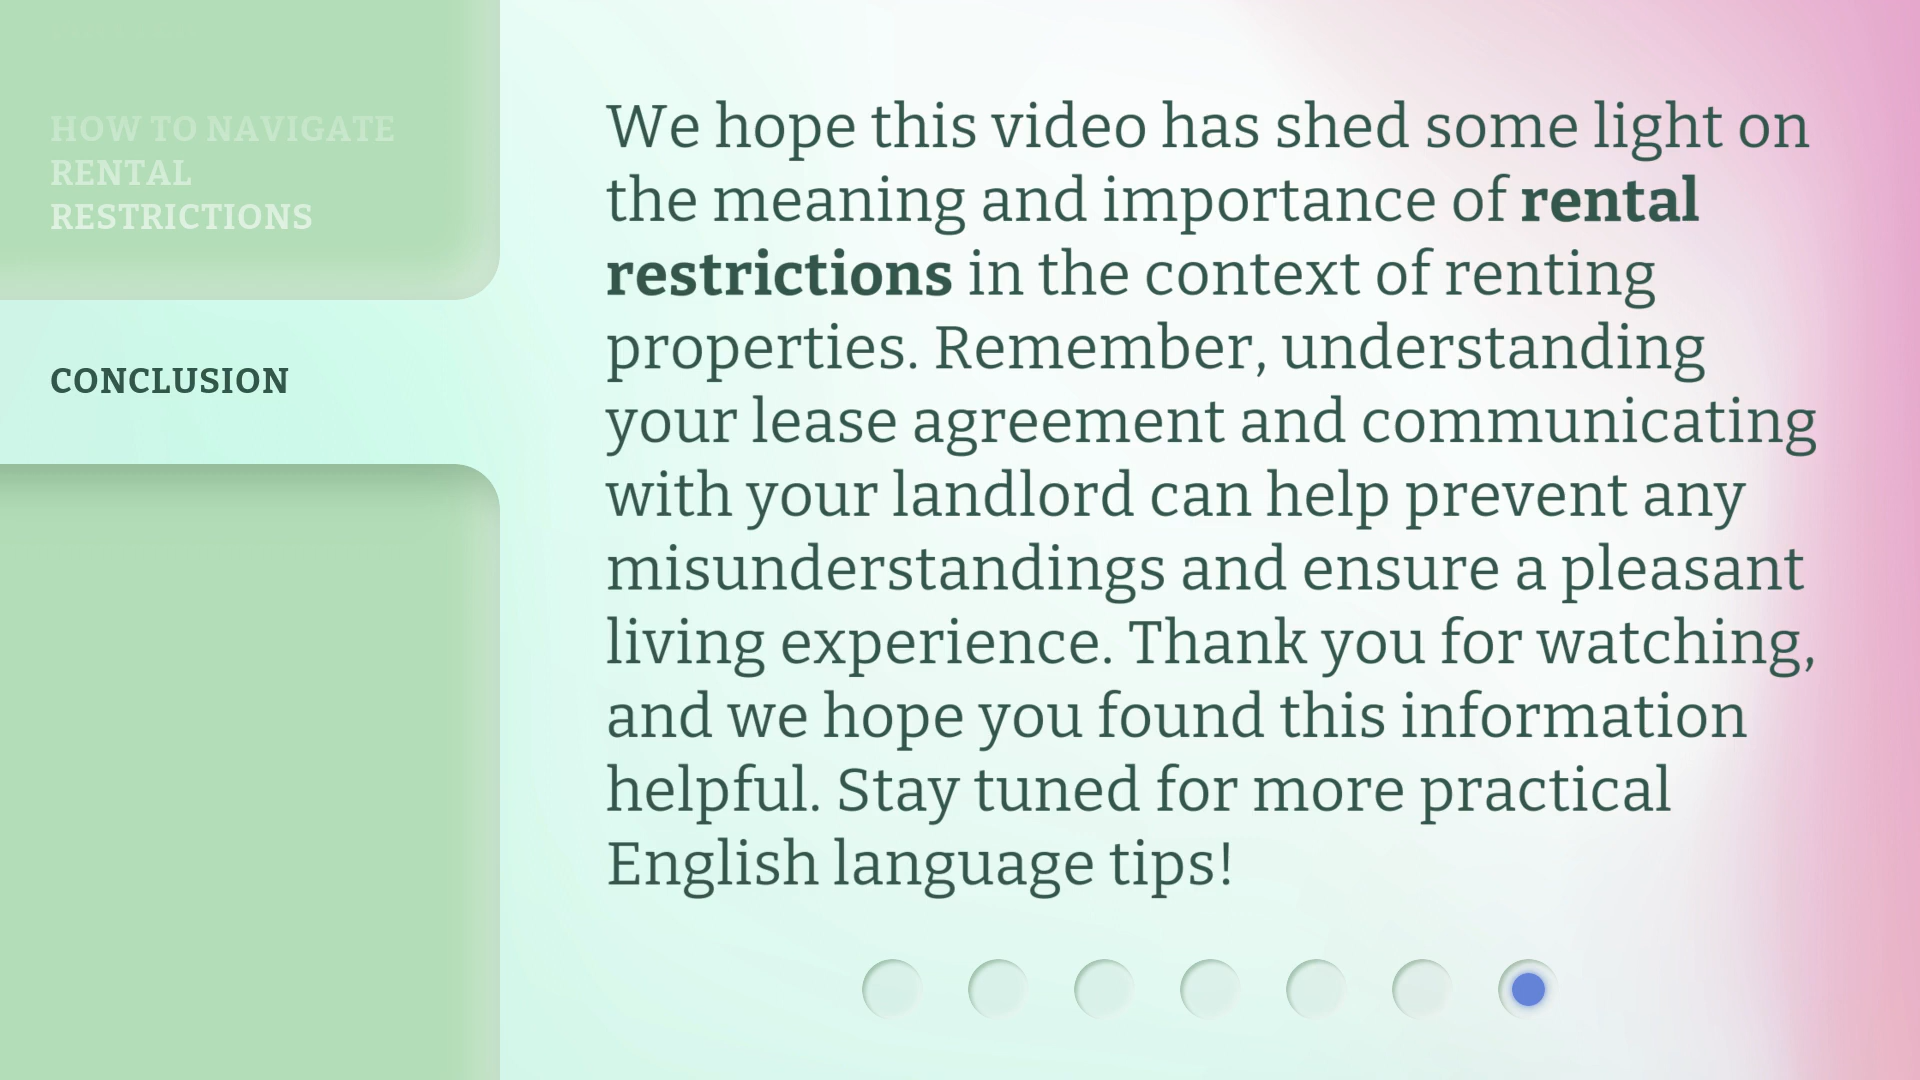 HOW TO NAVIGATE
RENTAL
RESTRICTIONS
CONCLUSION
We hope this video has shed some light on
the meaning and importance of rental
restrictions in the context of renting
properties. Remember, understanding
your lease agreement and communicating
with your landlord can help prevent any
misunderstandings and ensure a pleasant
living experience. Thank you for watching,
and we hope you found this information
helpful. Stay tuned for more practical
English language tips!